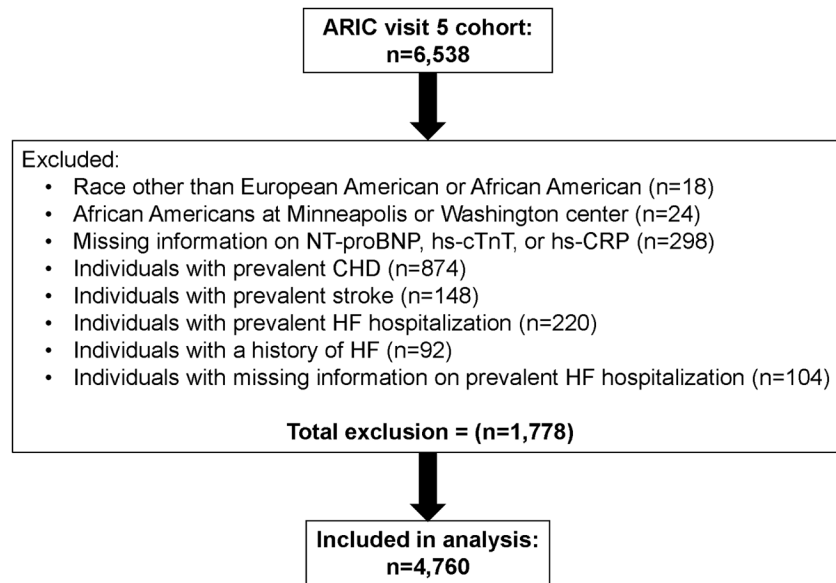 ARIC visit 5 cohort:
n=6,538
Excluded:
• Race other than European American or African American (n=18)
• African Americans at Minneapolis or Washington center (n=24)
• Missing information on NT-proBNP, hs-cTnT, or hs-CRP (n=298)
• Individuals with prevalent CHD (n=874)
• Individuals with prevalent stroke (n=148)
• Individuals with prevalent HF hospitalization (n=220)
• Individuals with a history of HF (n=92)
• Individuals with missing information on prevalent HF hospitalization (n=104)
Total exclusion = (n=1,778)
Included in analysis:
n=4,760